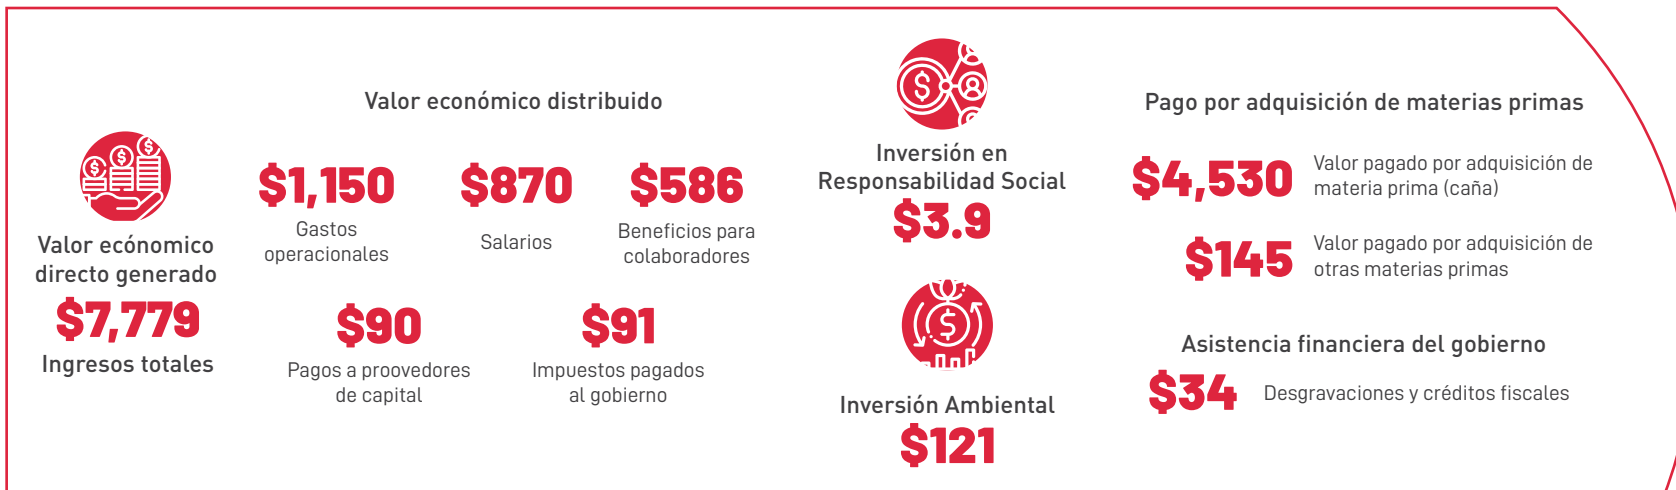 Valor ecónomico
directo generado
$7,779
Ingresos totales
Valor económico distribuido
$1,150
Gastos
operacionales
$870
Salarios
$586
Beneficios para
colaboradores
$90
Pagos a proovedores
de capital
$91
Impuestos pagados
al gobierno
Inversión en
Responsabilidad Social
$3.9
Inversión Ambiental
$121
Pago por adquisición de materias primas
$4,530
Valor pagado por adquisición de
materia prima (caña)
$145
Valor pagado por adquisición de
otras materias primas
Asistencia financiera del gobierno
$34
Desgravaciones y créditos fiscales